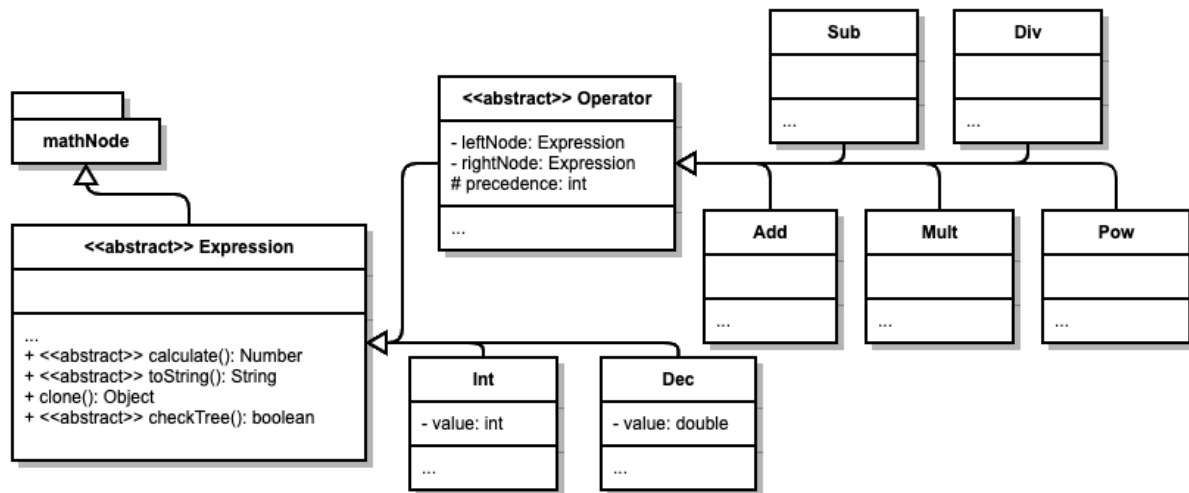 mathNode
<<abstract>> Expression
...
+ <<abstract>> calculate(): Number
+ <<abstract>> toString(): String
+ clone(): Object
+ <<abstract>> checkTree(): boolean
<<abstract>> Operator
- leftNode: Expression
- rightNode: Expression
# precedence: int
...
Sub
...
Div
...
Add
...
Mult
...
Pow
...
Int
- value: int
...
Dec
- value: double
...